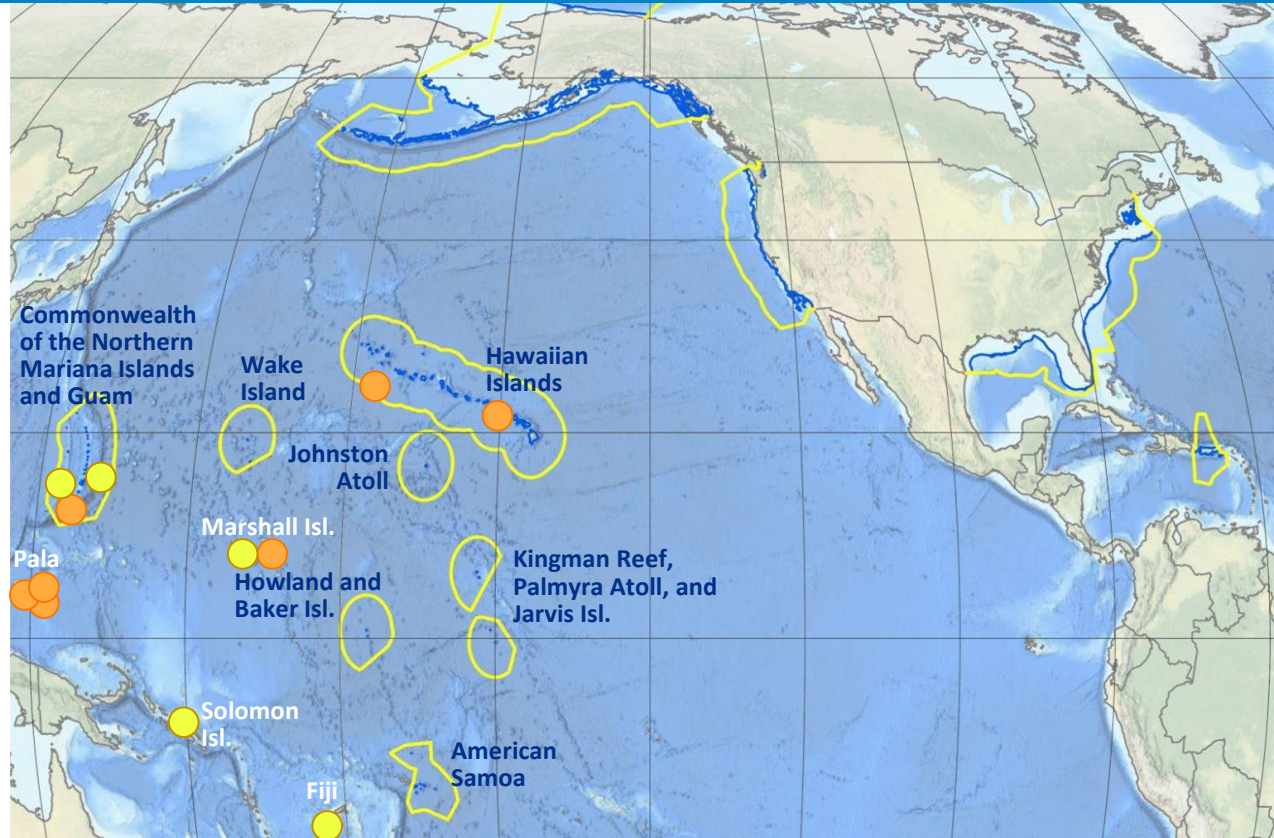 Commonwealth
of the Northern
Mariana Islands
and Guam
Wake
Island
Hawaiian
Islands
Johnston
Atoll
Marshall Isl.
Pala
Howland and
Baker Isl.
Kingman Reef,
Palmyra Atoll, and
Jarvis Isl.
Solomon
Isl.
American
Samoa
Fiji